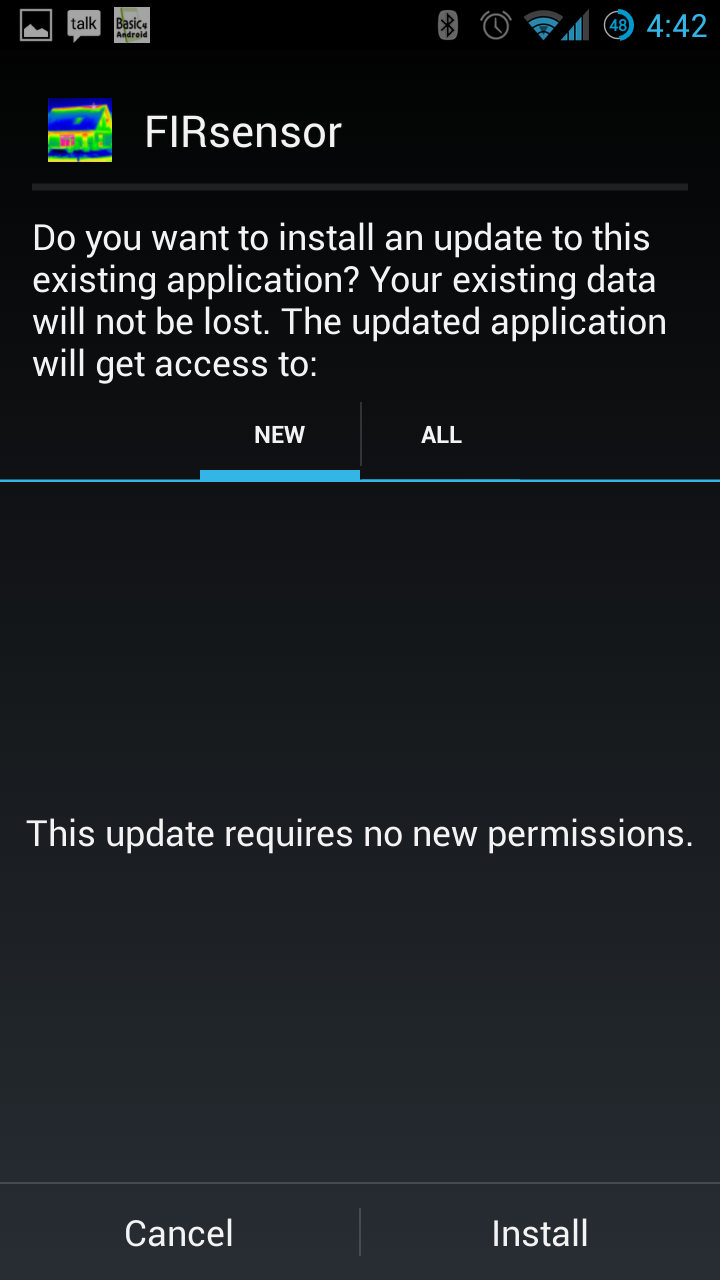 talk
Basic4
Android
48
4:42
FIRsensor
Do you want to install an update to this
existing application? Your existing data
will not be lost. The updated application
will get access to:
NEW
ALL
This update requires no new permissions.
Cancel
Install